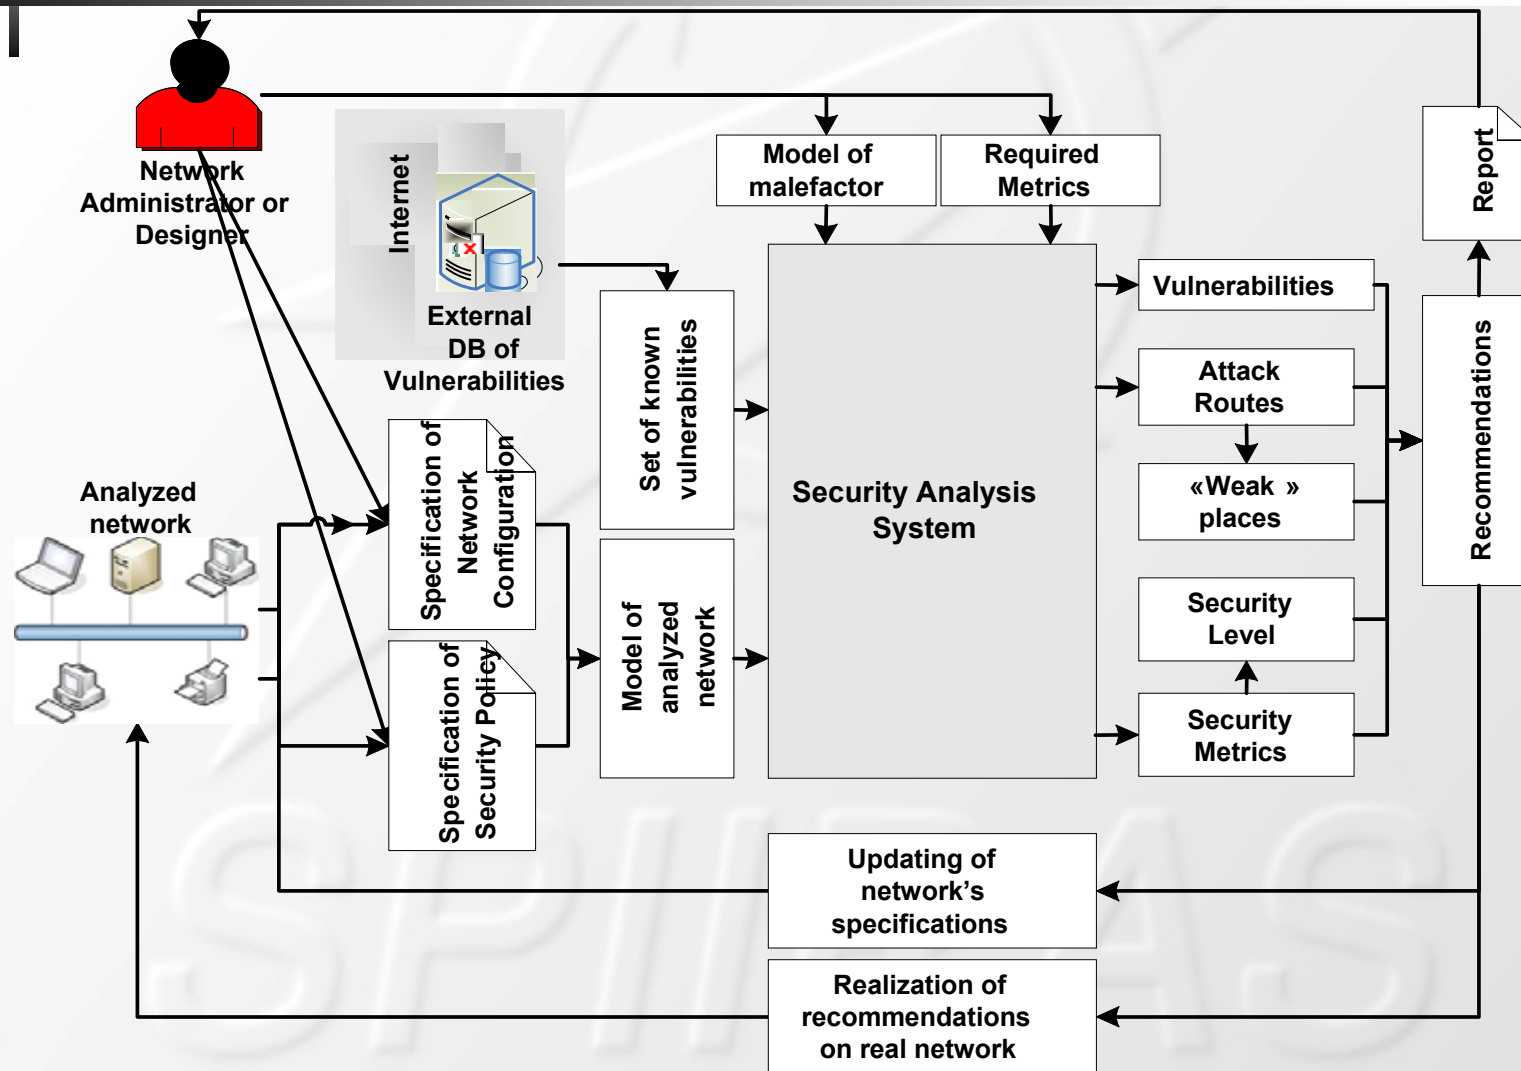 Network
Administrator or
Designer
Internet
External
DB of
Vulnerabilities
Model of
malefactor
Required
Metrics
Report
Set of known
vulnerabilities
Vulnerabilities
Attack
Routes
«Weak »
places
Recommendations
Security Analysis
System
Specification of
Network
Configuration
Analyzed
network
Model of
analyzed
network
Security
Level
Specification of
Security Policy
Security
Metrics
Updating of
network’s
specifications
Realization of
recommendations
on real network
SPIIRAS